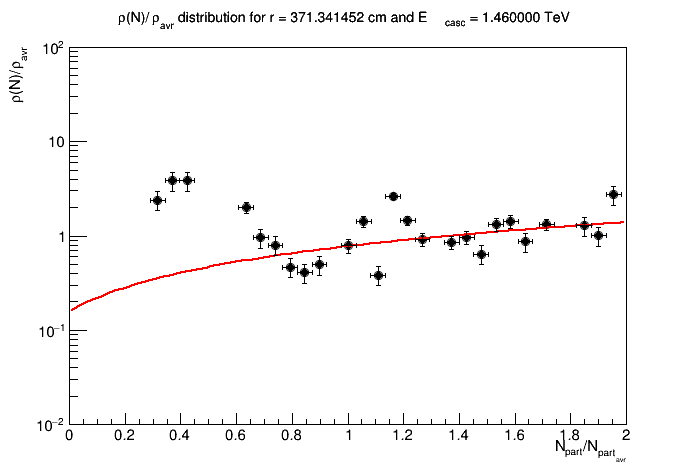 ρ(N)/ρavr distribution for r = 371.341452 cm and E casc = 1.460000 TeV
ρ(N)/ρavr
10²
10
1
10⁻¹
10⁻²
0 0.2 0.4 0.6 0.8 1 1.2 1.4 1.6 1.8 2
Npart/Npartavr